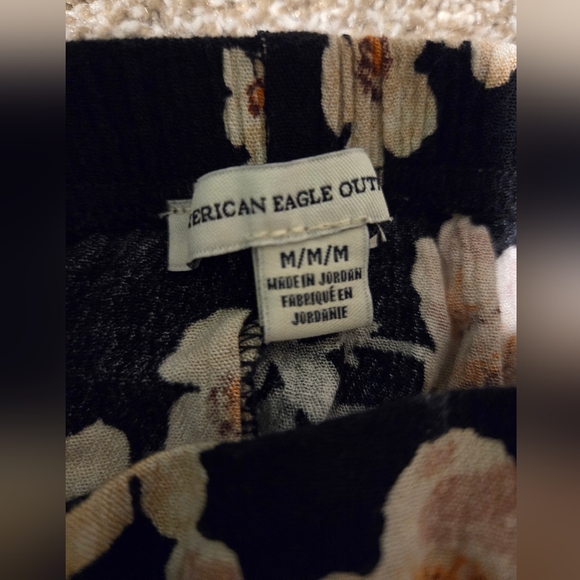 ERICAN EAGLE OUT
M/M/M
MADE IN JORDAN
FABRIQUÉ EN
JORDANIE